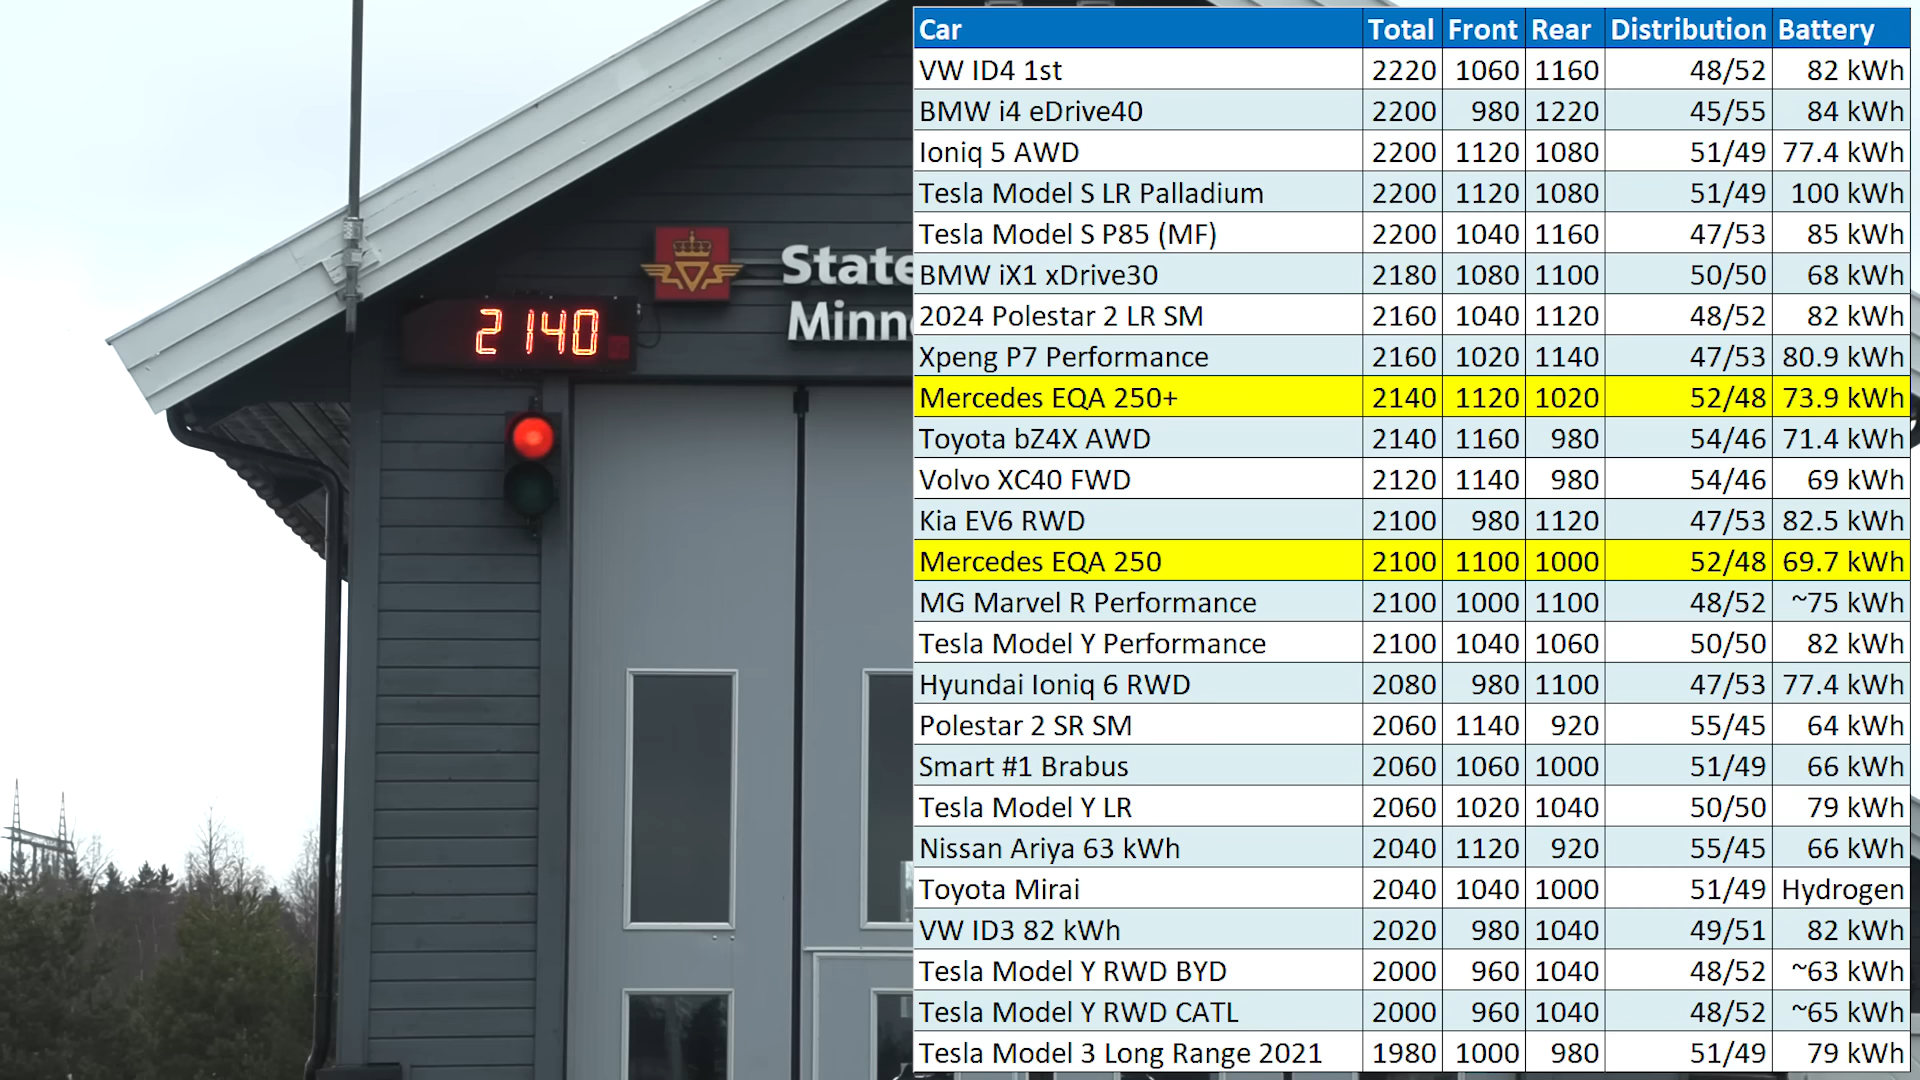 2140
State
Minn
Car Total Front Rear Distribution Battery
VW ID4 1st 2220 1060 1160 48/52 82 kWh
BMW i4 eDrive40 2200 980 1220 45/55 84 kWh
Ioniq 5 AWD 2200 1120 1080 51/49 77.4 kWh
Tesla Model S LR Palladium 2200 1120 1080 51/49 100 kWh
Tesla Model S P85 (MF) 2200 1040 1160 47/53 85 kWh
BMW iX1 xDrive30 2180 1080 1100 50/50 68 kWh
2024 Polestar 2 LR SM 2160 1040 1120 48/52 82 kWh
Xpeng P7 Performance 2160 1020 1140 47/53 80.9 kWh
Mercedes EQA 250+ 2140 1120 1020 52/48 73.9 kWh
Toyota bZ4X AWD 2140 1160 980 54/46 71.4 kWh
Volvo XC40 FWD 2120 1140 980 54/46 69 kWh
Kia EV6 RWD 2100 980 1120 47/53 82.5 kWh
Mercedes EQA 250 2100 1100 1000 52/48 69.7 kWh
MG Marvel R Performance 2100 1000 1100 48/52 ~75 kWh
Tesla Model Y Performance 2100 1040 1060 50/50 82 kWh
Hyundai Ioniq 6 RWD 2080 980 1100 47/53 77.4 kWh
Polestar 2 SR SM 2060 1140 920 55/45 64 kWh
Smart #1 Brabus 2060 1060 1000 51/49 66 kWh
Tesla Model Y LR 2060 1020 1040 50/50 79 kWh
Nissan Ariya 63 kWh 2040 1120 920 55/45 66 kWh
Toyota Mirai 2040 1040 1000 51/49 Hydrogen
VW ID3 82 kWh 2020 980 1040 49/51 82 kWh
Tesla Model Y RWD BYD 2000 960 1040 48/52 ~63 kWh
Tesla Model Y RWD CATL 2000 960 1040 48/52 ~65 kWh
Tesla Model 3 Long Range 2021 1980 1000 980 51/49 79 kWh